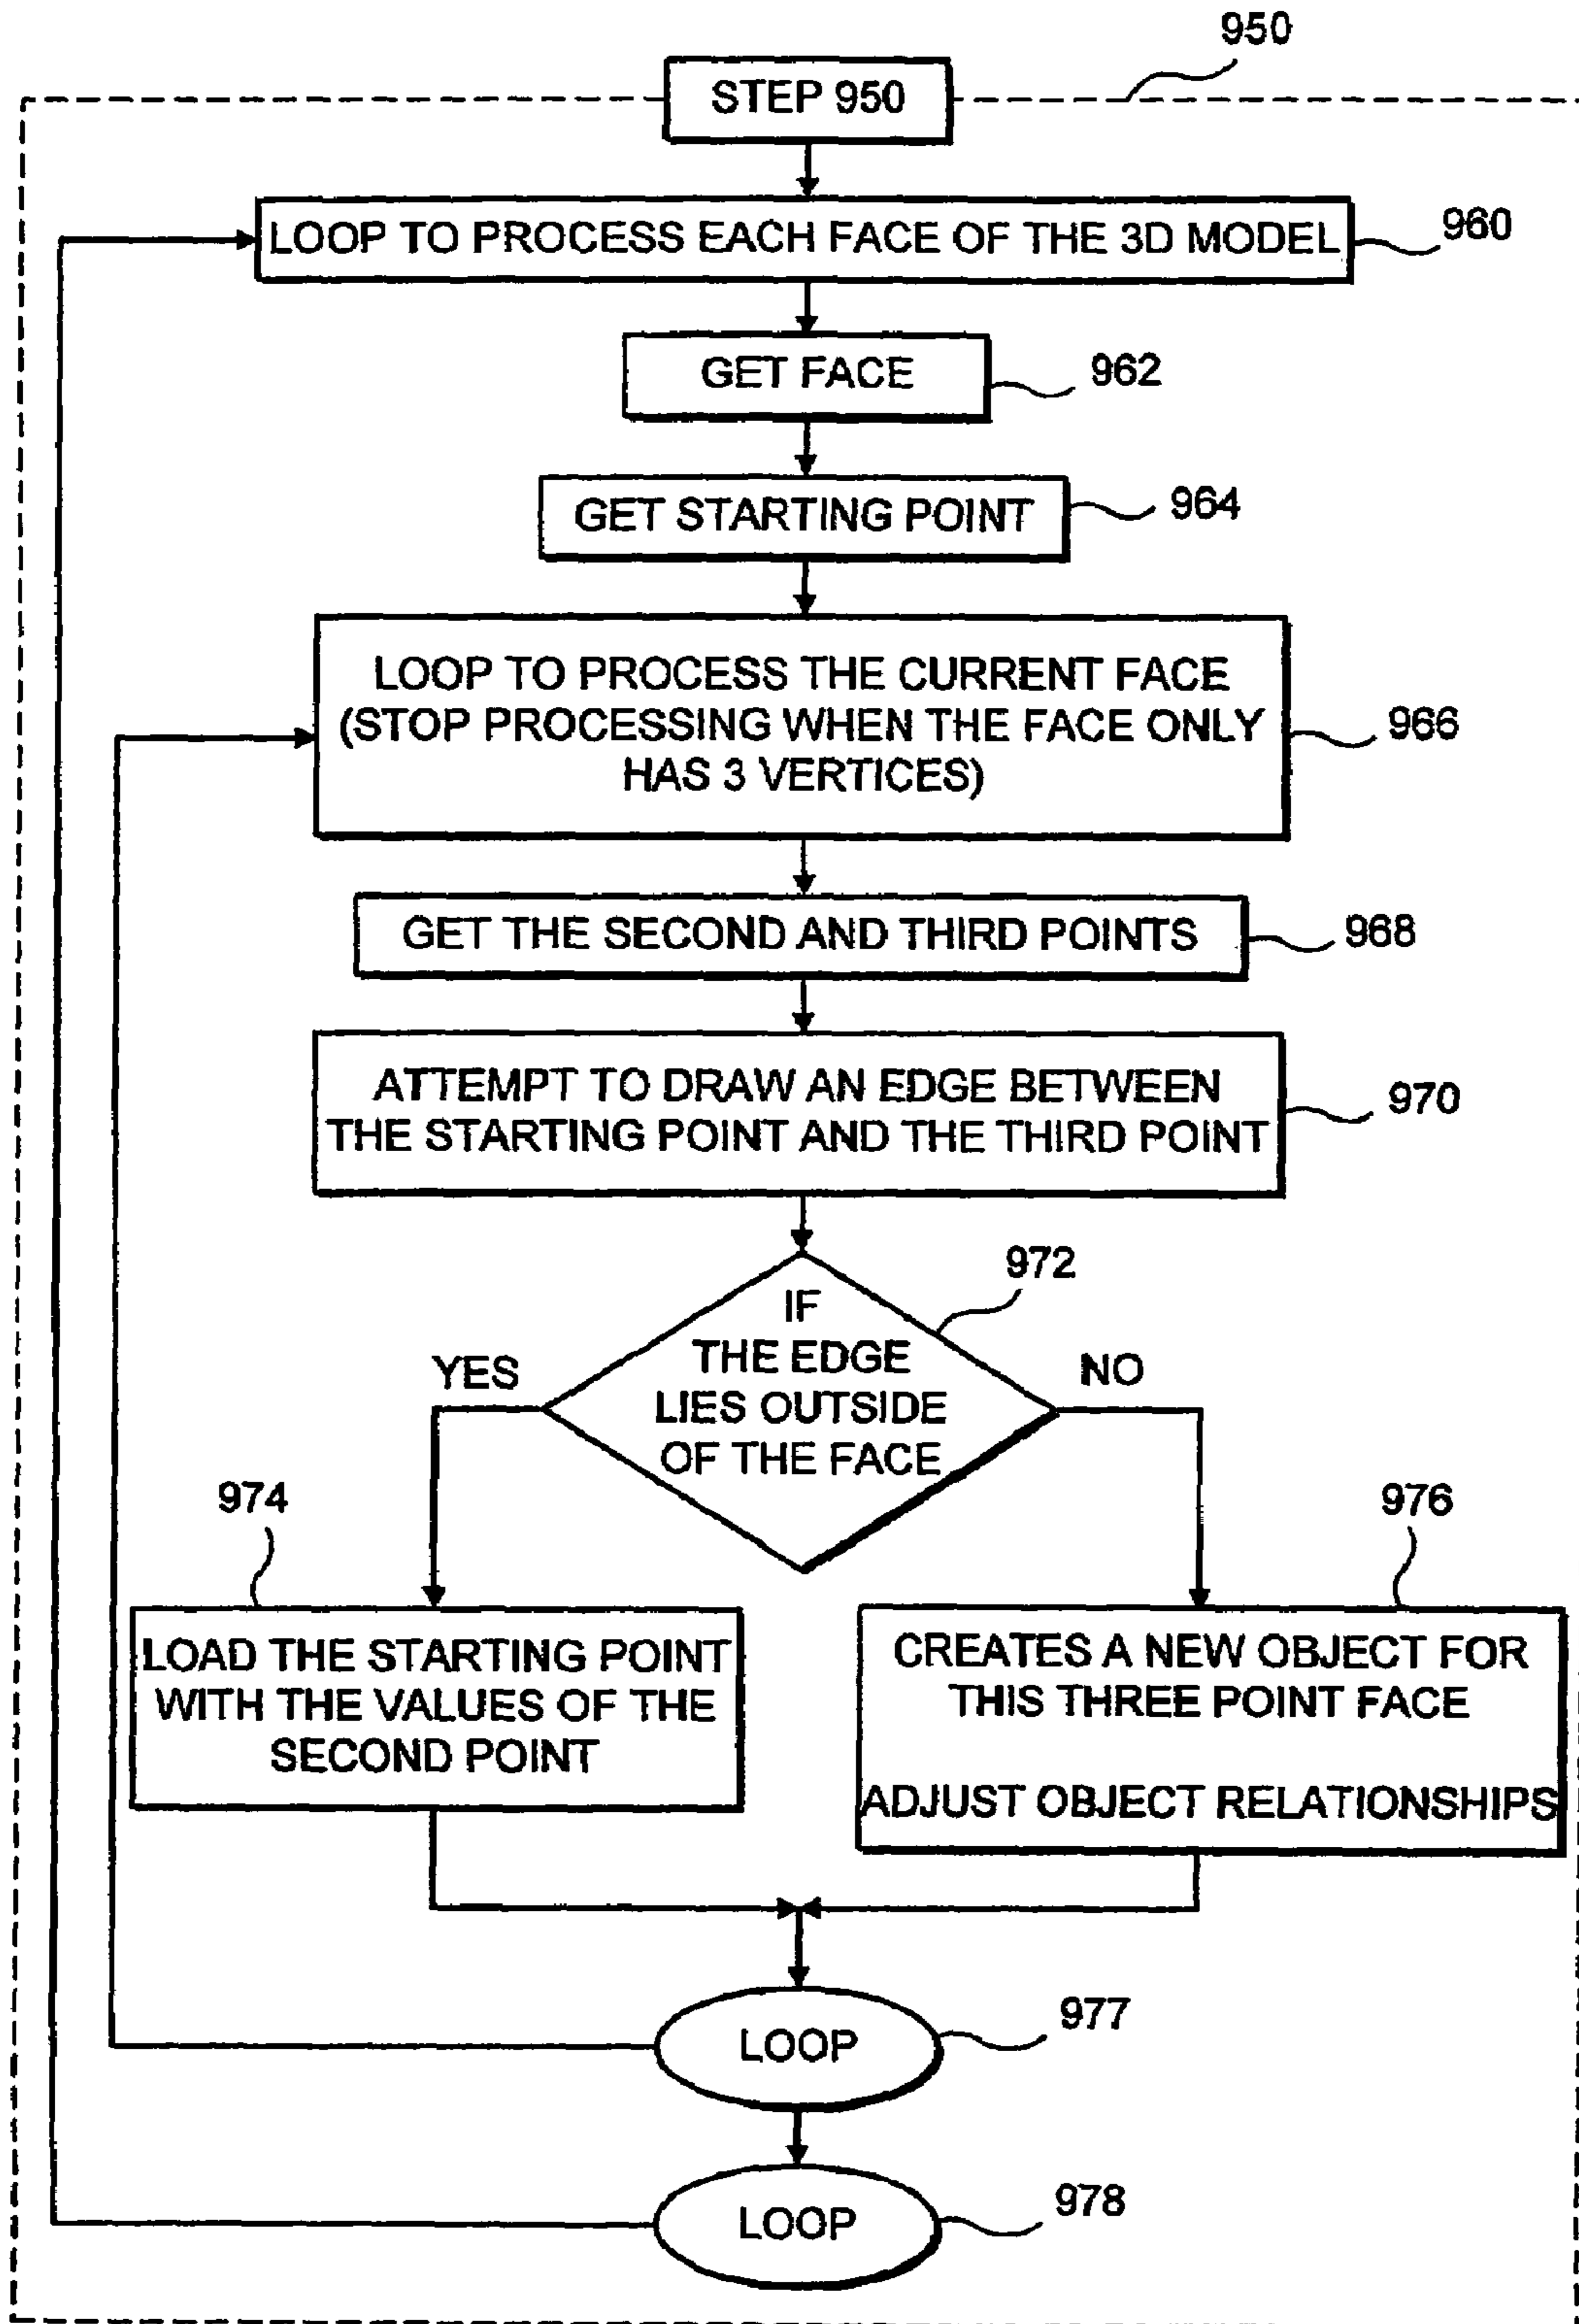 950
STEP 950
LOOP TO PROCESS EACH FACE OF THE 3D MODEL
960
GET FACE
962
GET STARTING POINT
964
LOOP TO PROCESS THE CURRENT FACE
(STOP PROCESSING WHEN THE FACE ONLY
HAS 3 VERTICES)
966
GET THE SECOND AND THIRD POINTS
968
ATTEMPT TO DRAW AN EDGE BETWEEN
THE STARTING POINT AND THE THIRD POINT
970
972
IF
THE EDGE
LIES OUTSIDE
OF THE FACE
YES
NO
974
LOAD THE STARTING POINT
WITH THE VALUES OF THE
SECOND POINT
976
CREATES A NEW OBJECT FOR
THIS THREE POINT FACE
ADJUST OBJECT RELATIONSHIPS
LOOP
977
LOOP
978